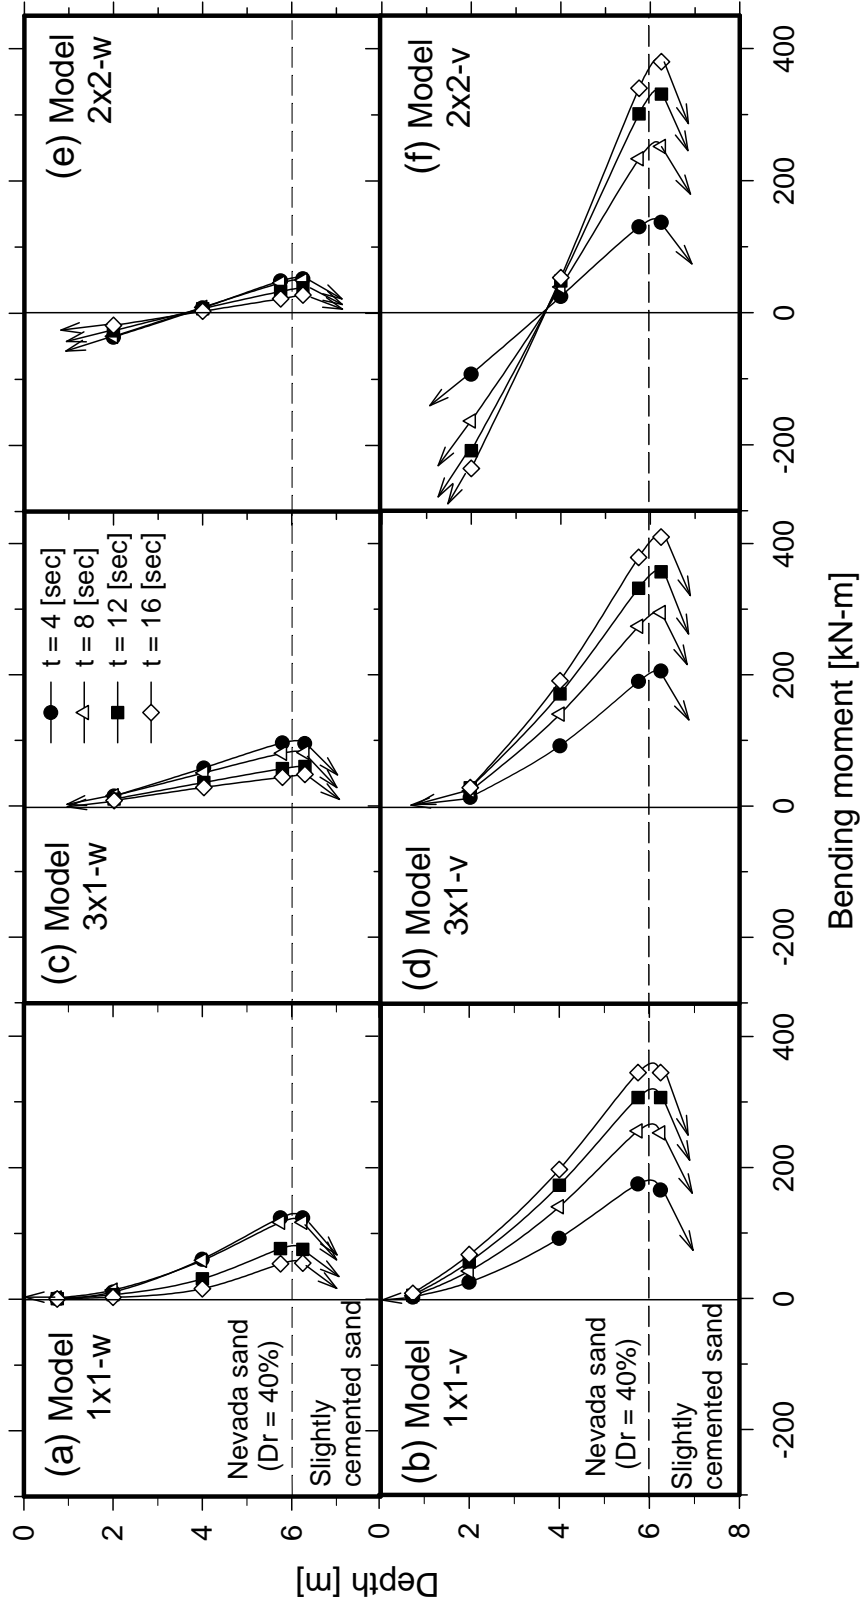 (a) Model
1x1-w
Nevada sand
(Dr = 40%)
Slightly
cemented sand
(c) Model
3x1-w
t = 4 [sec]
t = 8 [sec]
t = 12 [sec]
t = 16 [sec]
(e) Model
2x2-w
0
2
4
6
(b) Model
1x1-v
Nevada sand
(Dr = 40%)
Slightly
cemented sand
(d) Model
3x1-v
(f) Model
2x2-v
0
2
4
6
8
Depth [m]
-200 0 200 400 -200 0 200 400 -200 0 200 400
Bending moment [kN-m]